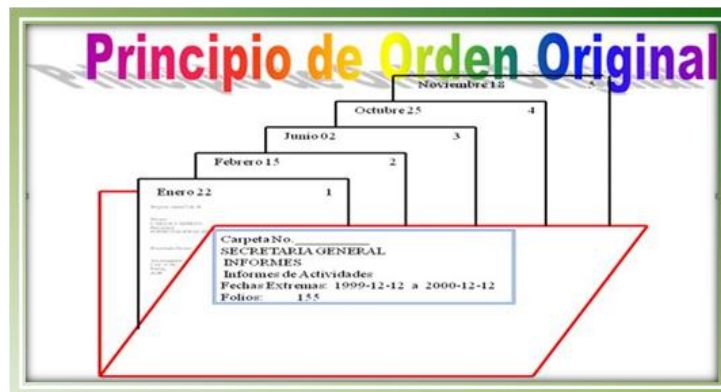 Principio de Orden Original
Noviembre 18 5
Octubre 25 4
Junio 02 3
Febrero 15 2
Enero 22 1
Carpeta No.__________
SECRETARIA GENERAL
INFORMES
Informes de Actividades
Fechas Extremas: 1999-12-12 a 2000-12-12
Folios: 155